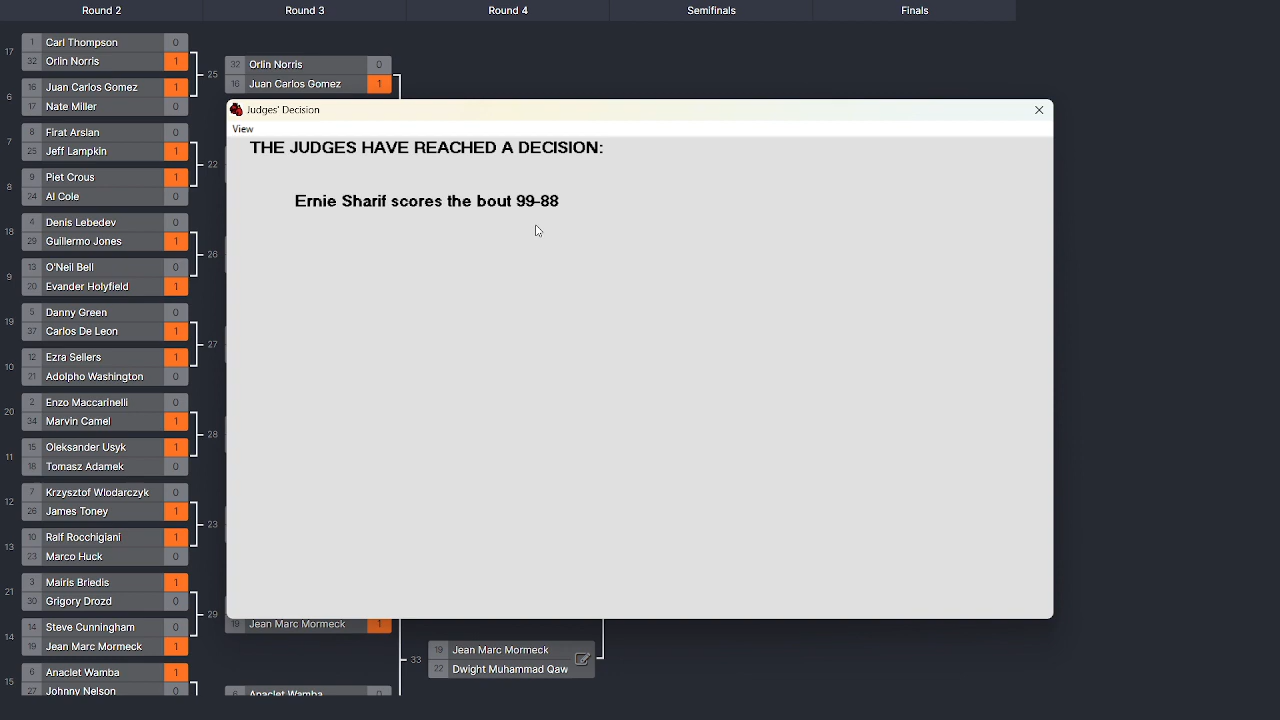 Round 2
Round 3
Round 4
Semifinals
Finals
17
1 Carl Thompson 0
32 Orlin Norris 1
6
16 Juan Carlos Gomez 1
17 Nate Miller 0
7
8 Firat Arslan 0
25 Jeff Lampkin 1
8
9 Piet Crous 1
24 Al Cole 0
18
4 Denis Lebedev 0
29 Guillermo Jones 1
9
13 O'Neil Bell 0
20 Evander Holyfield 1
19
5 Danny Green 0
37 Carlos De Leon 1
10
12 Ezra Sellers 1
21 Adolpho Washington 0
20
2 Enzo Maccarinelli 0
34 Marvin Camel 1
11
15 Oleksander Usyk 1
18 Tomasz Adamek 0
12
7 Krzysztof Wlodarczyk 0
26 James Toney 1
13
10 Ralf Rocchigiani 1
23 Marco Huck 0
21
3 Mairis Briedis 1
30 Grigory Drozd 0
14
14 Steve Cunningham 0
19 Jean Marc Mormeck 1
15
6 Anaclet Wamba 1
27 Johnny Nelson 0
25
32 Orlin Norris 0
16 Juan Carlos Gomez 1
22
26
27
28
23
29
19 Jean Marc Mormeck 1
6 Anaclet Wamba 0
33
19 Jean Marc Mormeck
22 Dwight Muhammad Qaw
Judges' Decision
View
THE JUDGES HAVE REACHED A DECISION:
Ernie Sharif scores the bout 99-88